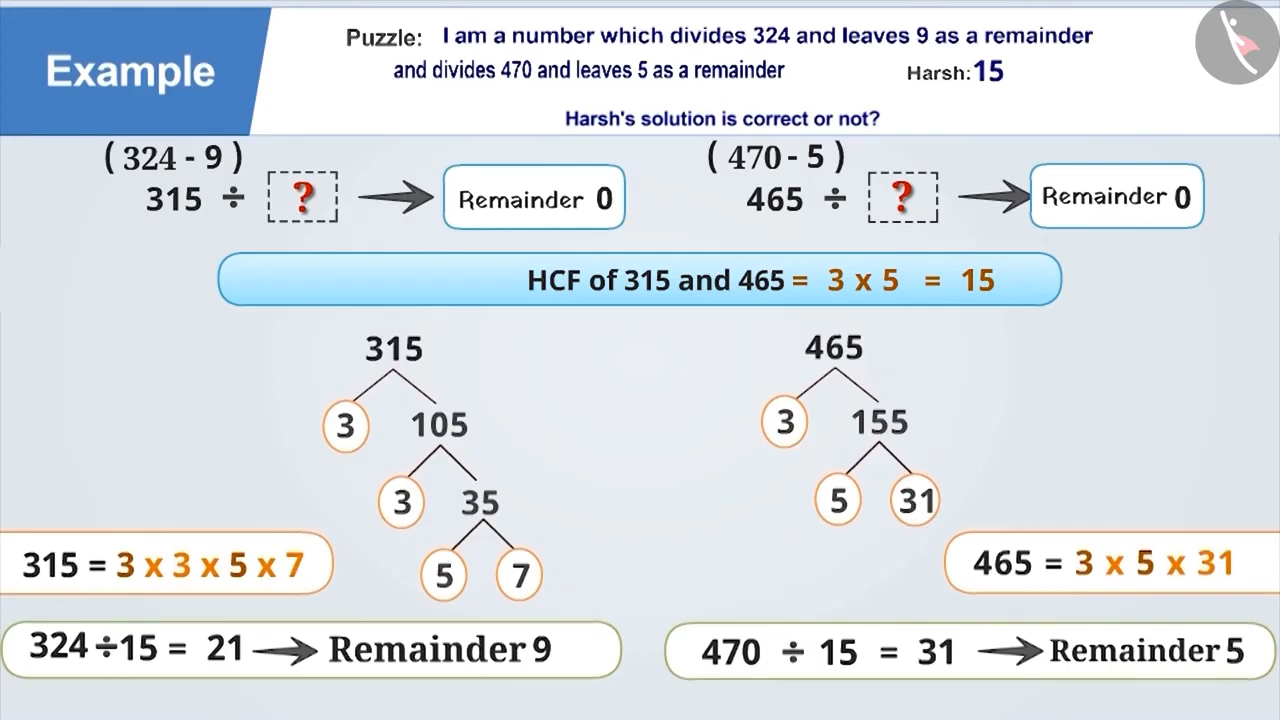 Example
Puzzle: I am a number which divides 324 and leaves 9 as a remainder
and divides 470 and leaves 5 as a remainder Harsh: 15
Harsh's solution is correct or not?
( 324 - 9 ) ( 470 - 5 )
315 ÷ ? Remainder 0 465 ÷ ? Remainder 0
HCF of 315 and 465 = 3 x 5 = 15
315 465
3 105 3 155
3 35 5 31
5 7
315 = 3 x 3 x 5 x 7 465 = 3 x 5 x 31
324 ÷ 15 = 21 Remainder 9 470 ÷ 15 = 31 Remainder 5